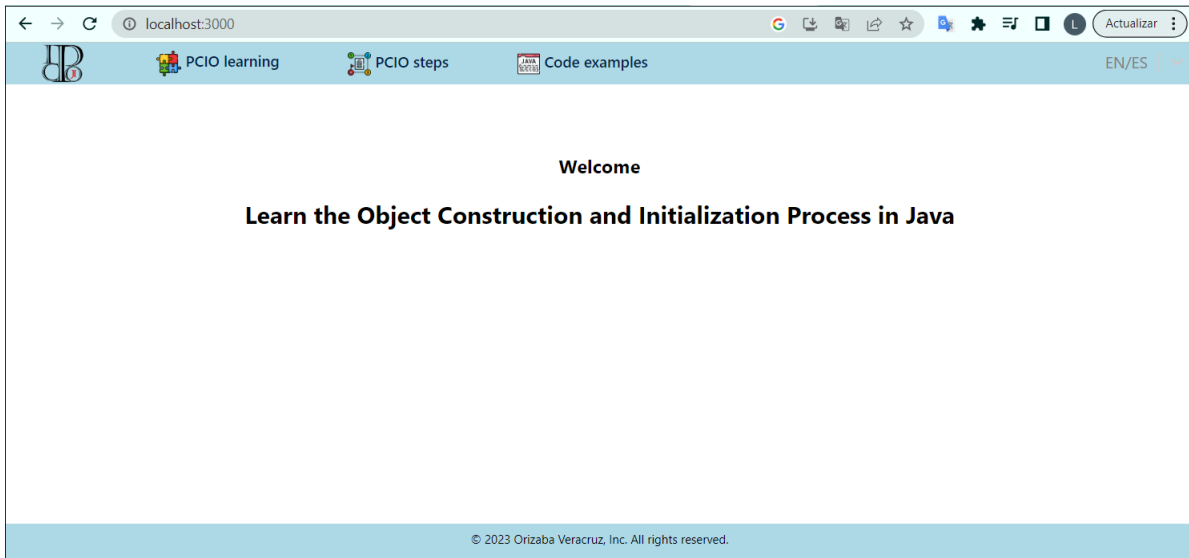 localhost:3000
Actualizar
PCIO learning
PCIO steps
Code examples
EN/ES
Welcome
Learn the Object Construction and Initialization Process in Java
© 2023 Orizaba Veracruz, Inc. All rights reserved.